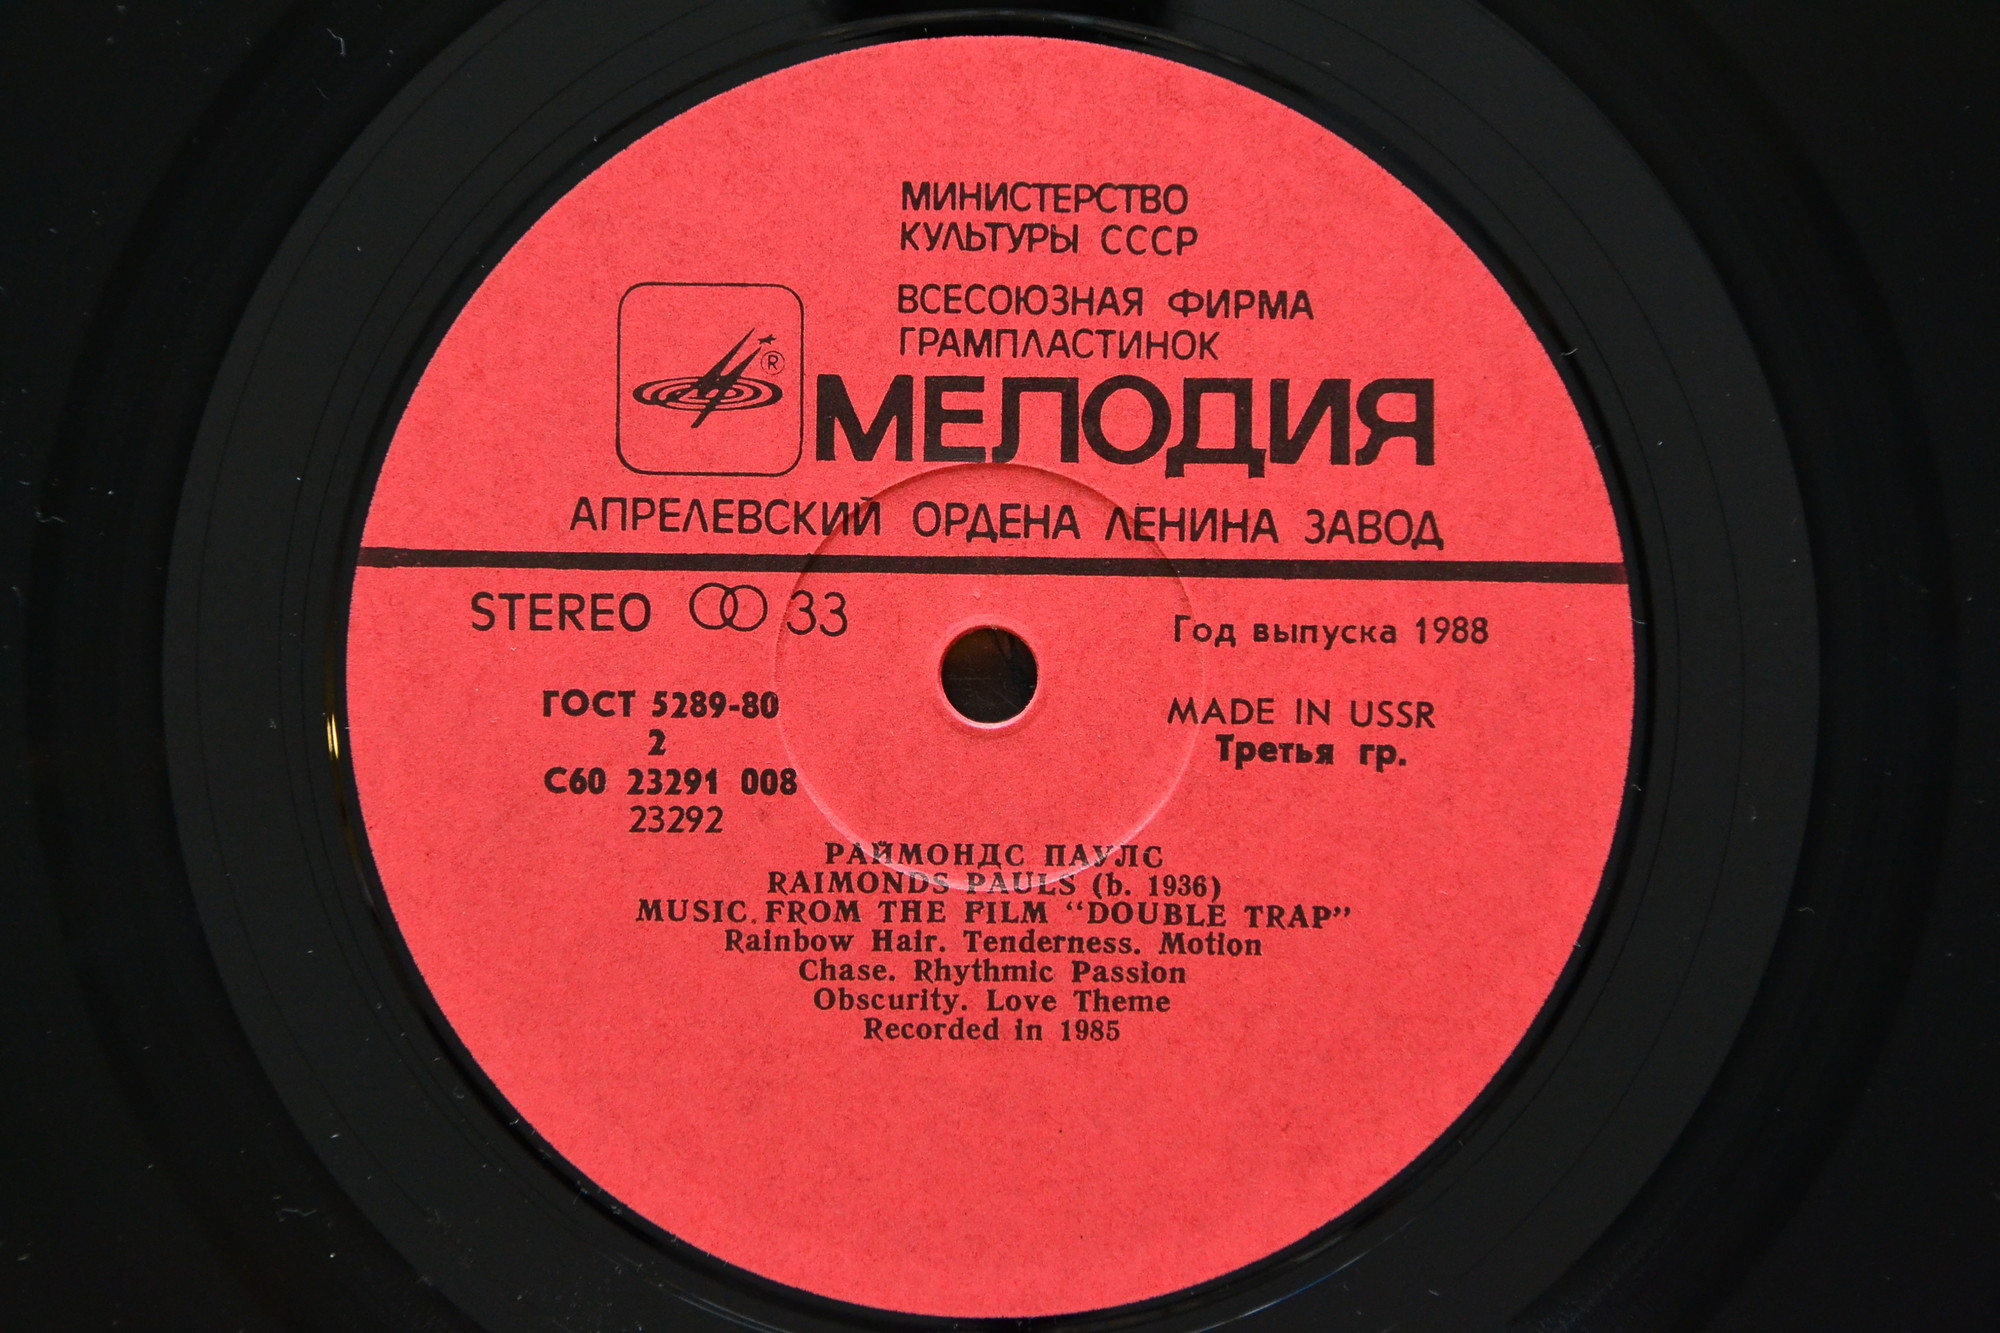 МИНИСТЕРСТВО
КУЛЬТУРЫ СССР
ВСЕСОЮЗНАЯ ФИРМА
ГРАМПЛАСТИНОК
®
МЕЛОДИЯ
АПРЕЛЕВСКИЙ ОРДЕНА ЛЕНИНА ЗАВОД
STEREO 33
Год выпуска 1988
ГОСТ 5289-80
2
С60 23291 008
23292
MADE IN USSR
Третья гр.
РАЙМОНДС ПАУЛС
RAIMONDS PAULS (b. 1936)
MUSIC FROM THE FILM “DOUBLE TRAP”
Rainbow Hair. Tenderness. Motion
Chase. Rhythmic Passion
Obscurity. Love Theme
Recorded in 1985